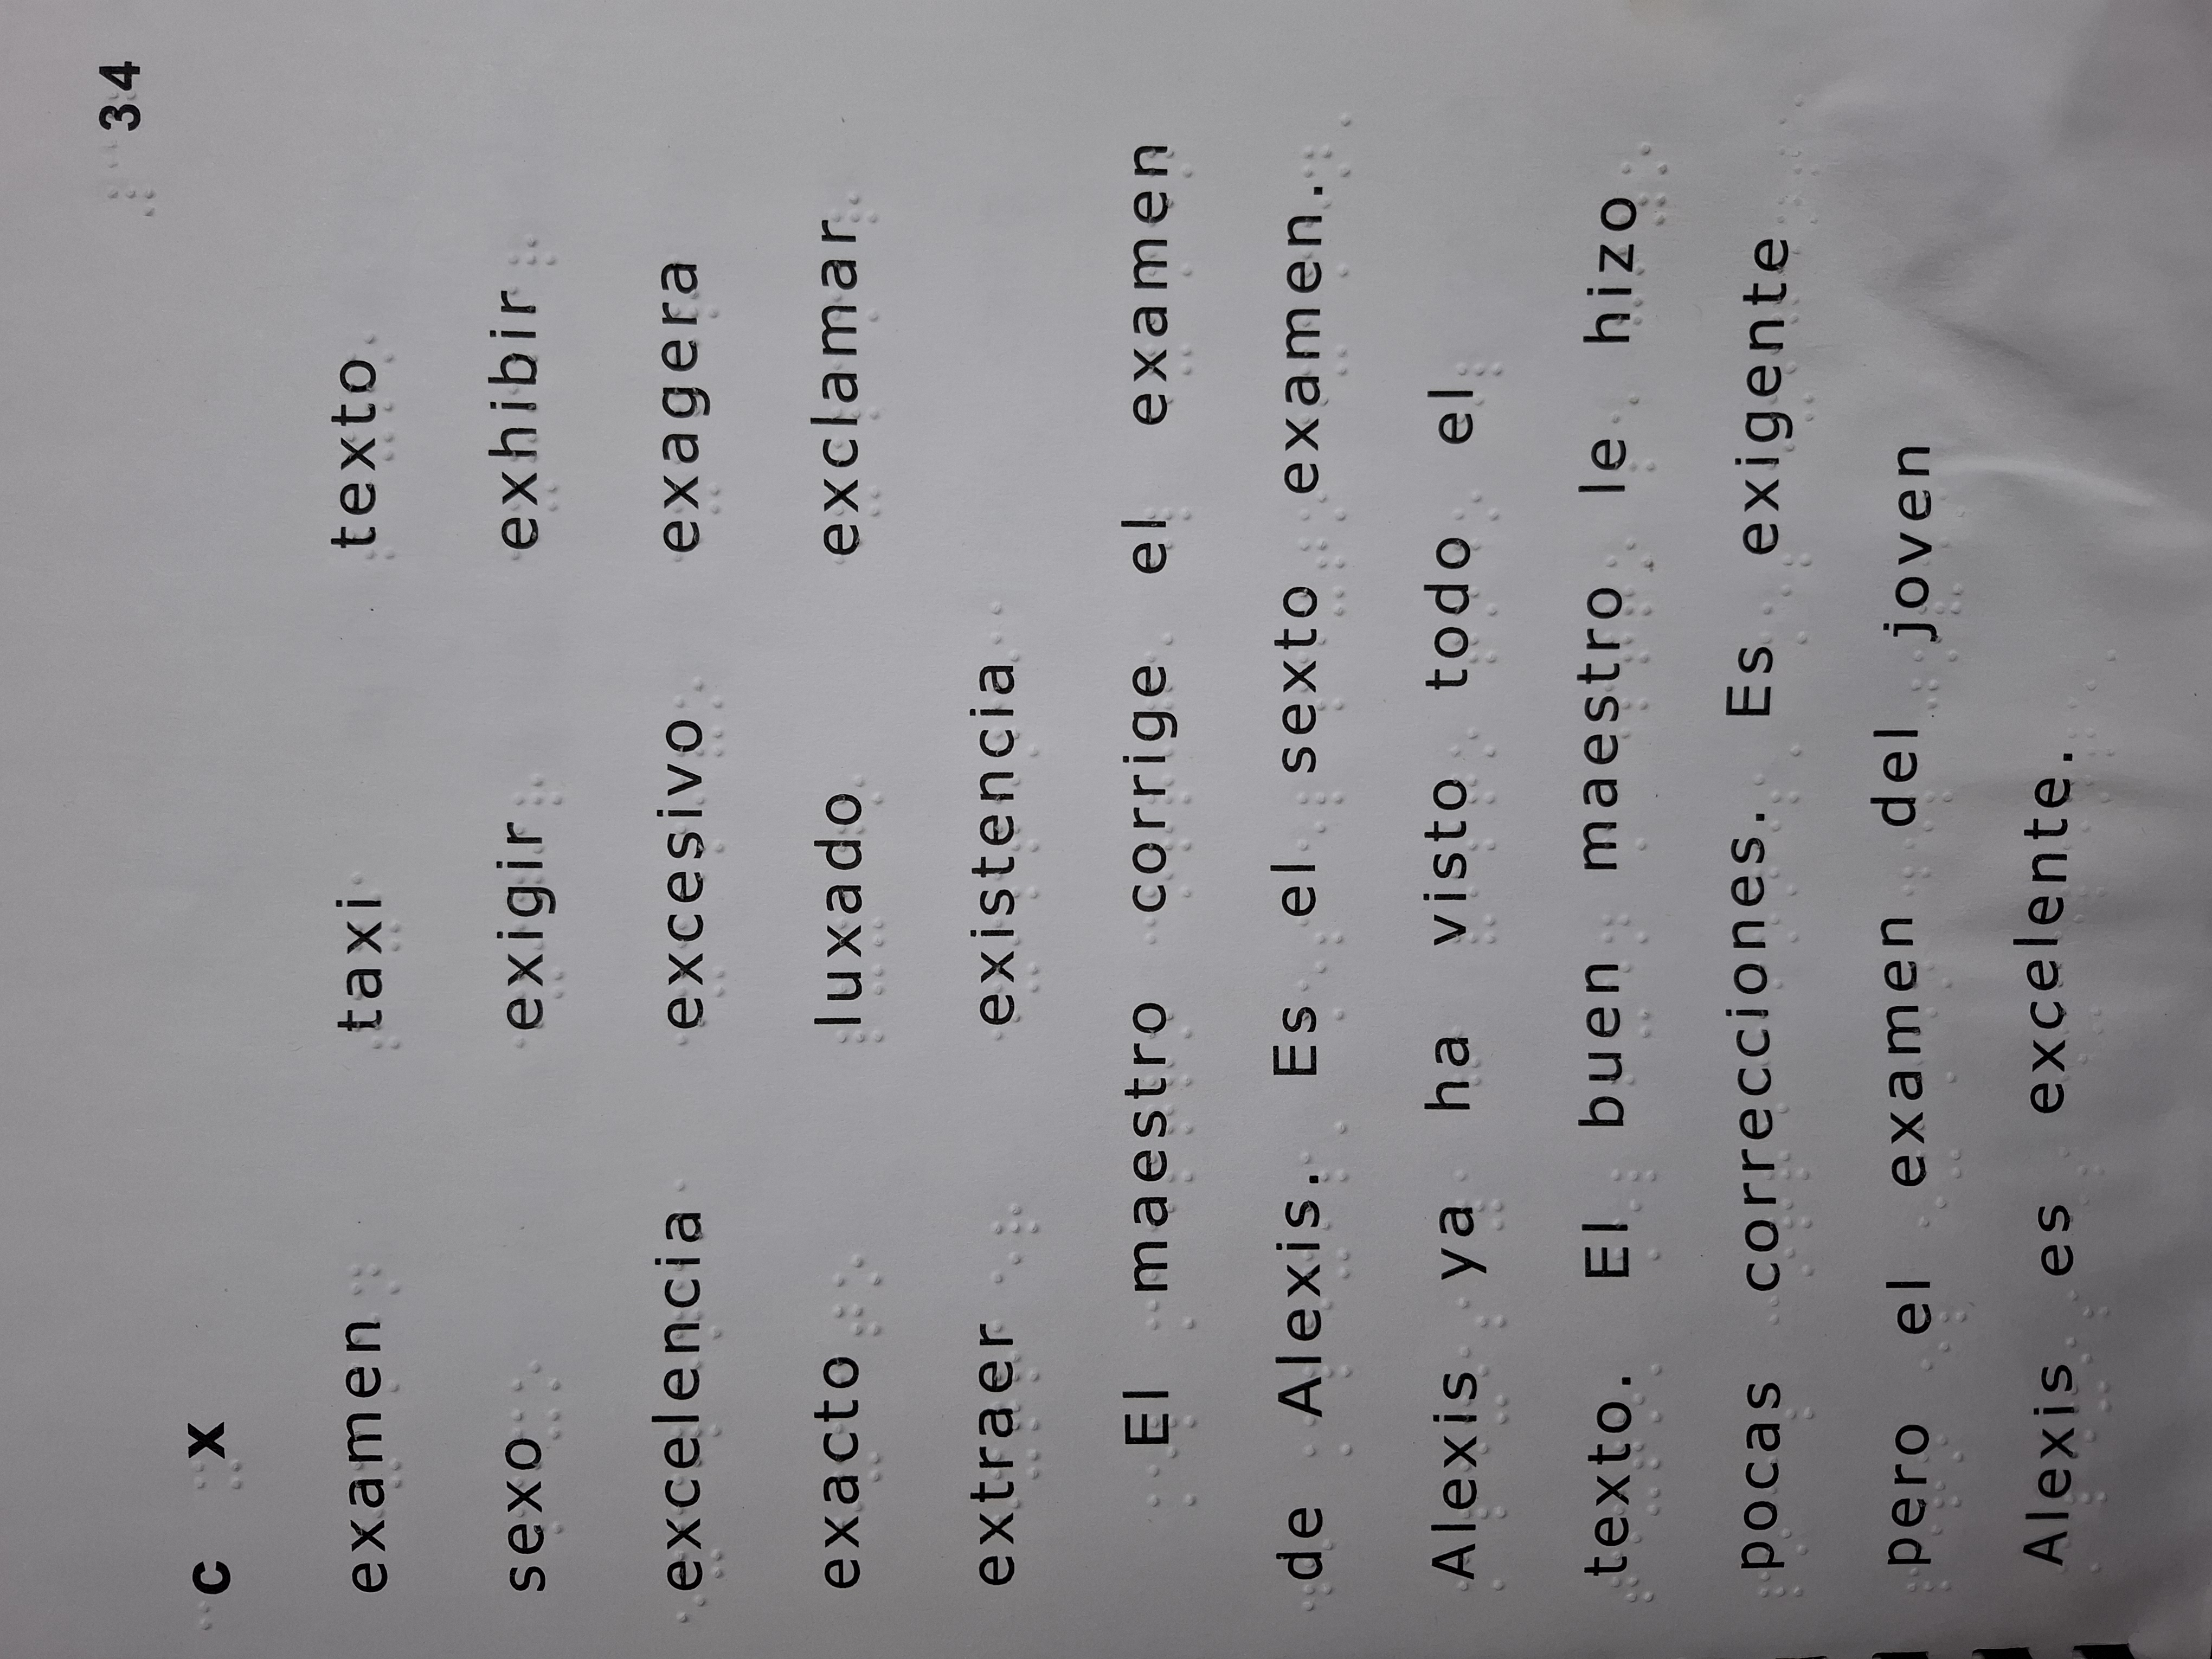 34
c x
examen taxi texto
sexo exigir exhibir
excelencia excesivo exagera
exacto luxado exclamar
extraer existencia
El maestro corrige el examen
de Alexis. Es el sexto examen.
Alexis ya ha visto todo el
texto. El buen maestro le hizo
pocas correcciones. Es exigente
pero el examen del joven
Alexis es excelente.